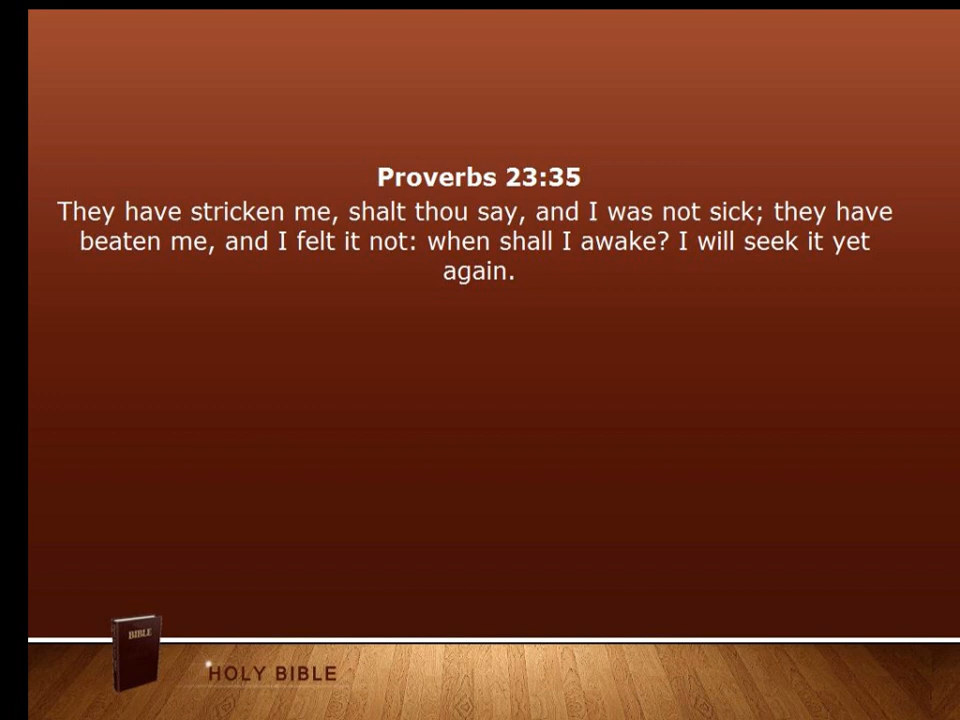 Proverbs 23:35
They have stricken me, shalt thou say, and I was not sick; they have
beaten me, and I felt it not: when shall I awake? I will seek it yet
again.
BIBLE
HOLY BIBLE